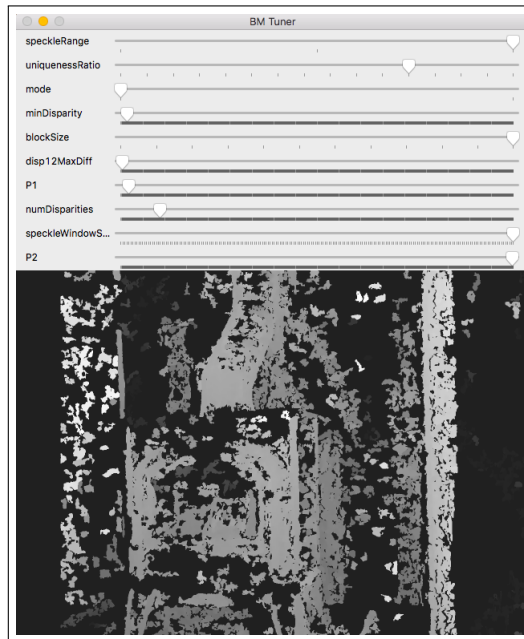 BM Tuner
speckleRange
uniquenessRatio
mode
minDisparity
blockSize
disp12MaxDiff
P1
numDisparities
speckleWindowS...
P2